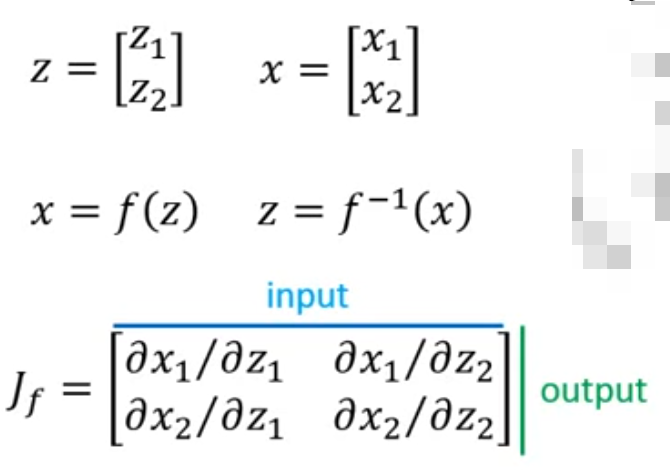 z = [z₁ z₂] x = [x₁ x₂]
x = f(z) z = f⁻¹(x)
input
J_f = [∂x₁/∂z₁ ∂x₁/∂z₂
∂x₂/∂z₁ ∂x₂/∂z₂] output